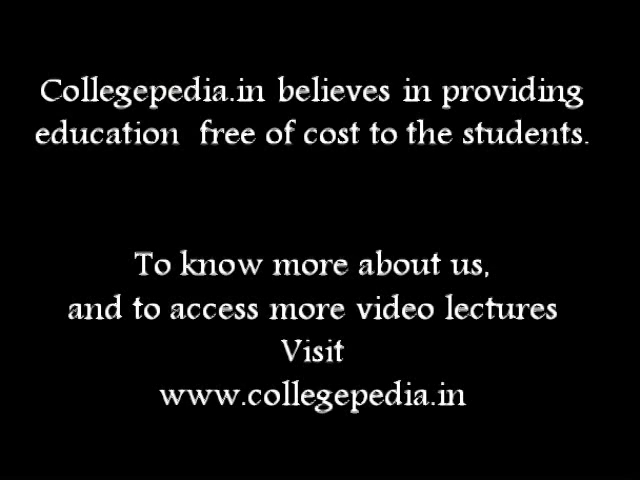 Collegepedia.in believes in providing
education free of cost to the students.
To know more about us,
and to access more video lectures
Visit
www.collegepedia.in